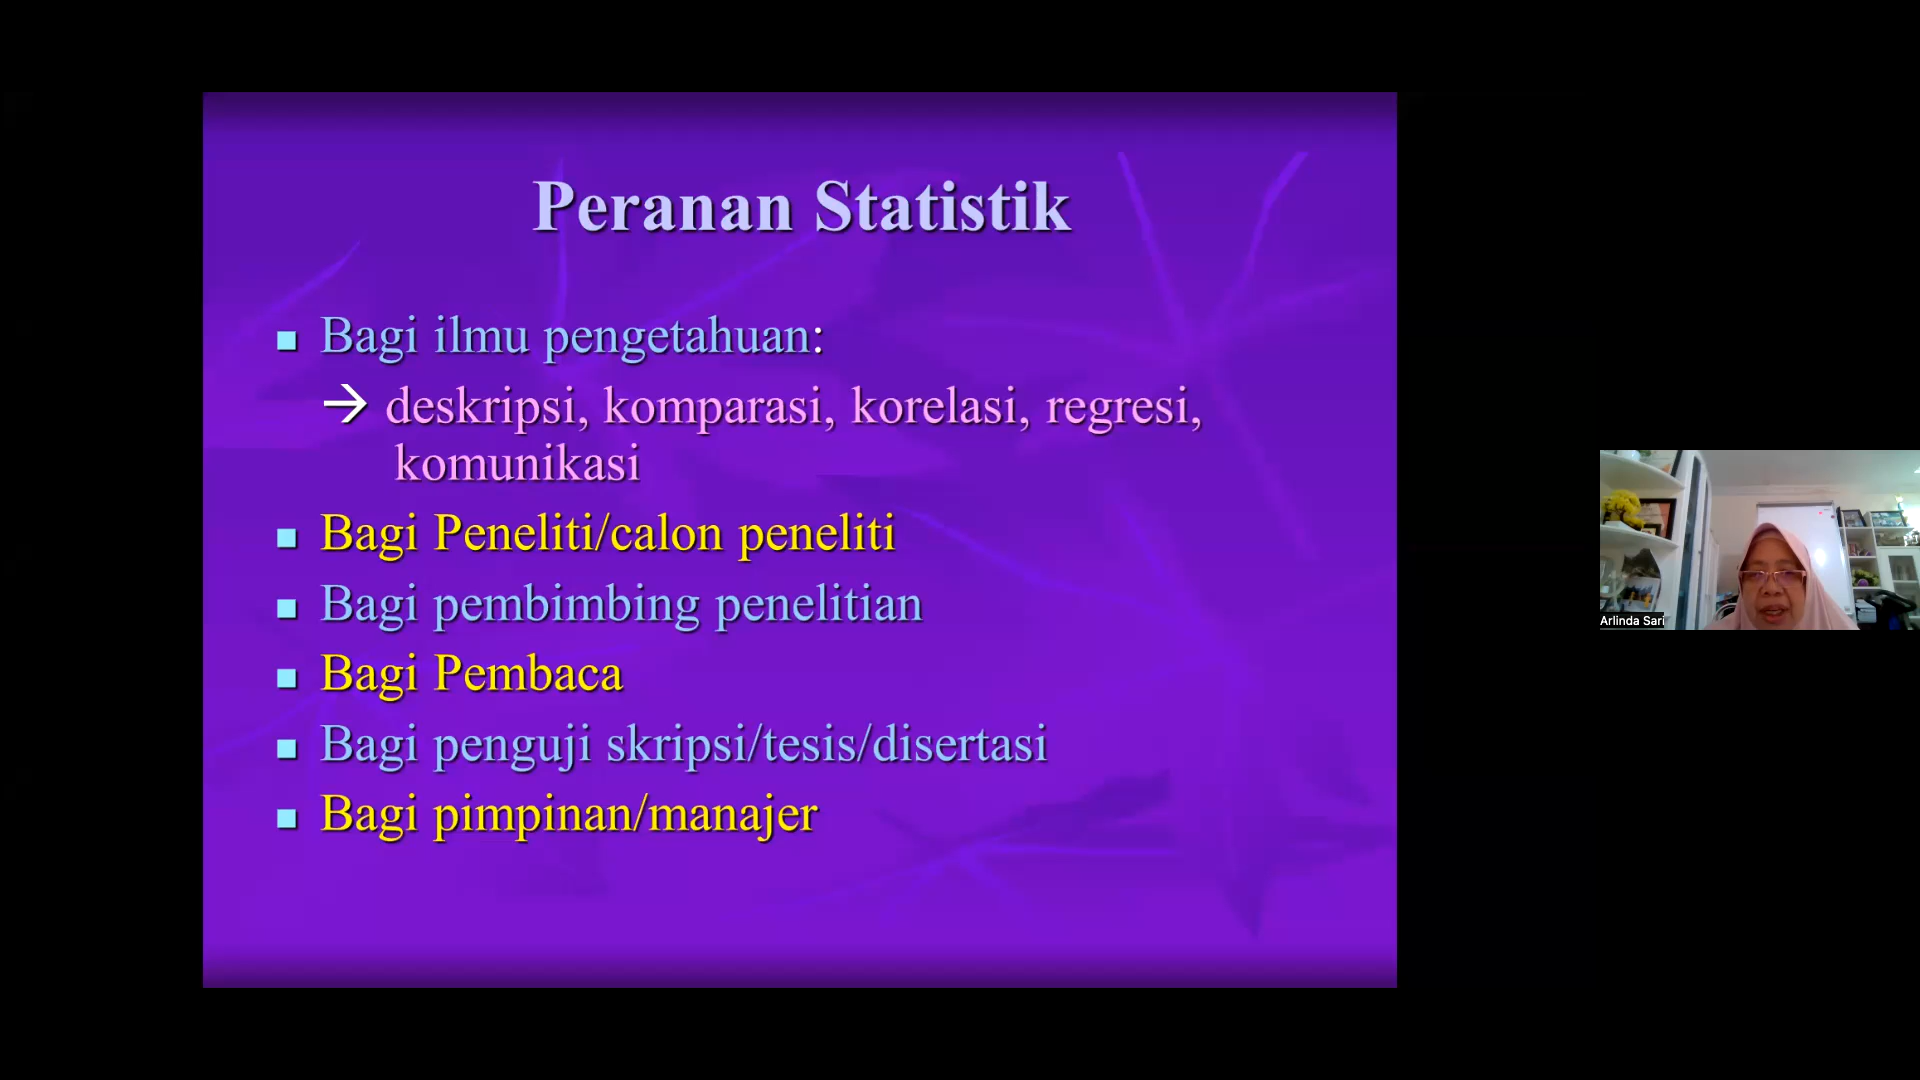 Peranan Statistik
Bagi ilmu pengetahuan:
→ deskripsi, komparasi, korelasi, regresi,
komunikasi
Bagi Peneliti/calon peneliti
Bagi pembimbing penelitian
Bagi Pembaca
Bagi penguji skripsi/tesis/disertasi
Bagi pimpinan/manajer
Arlinda Sari